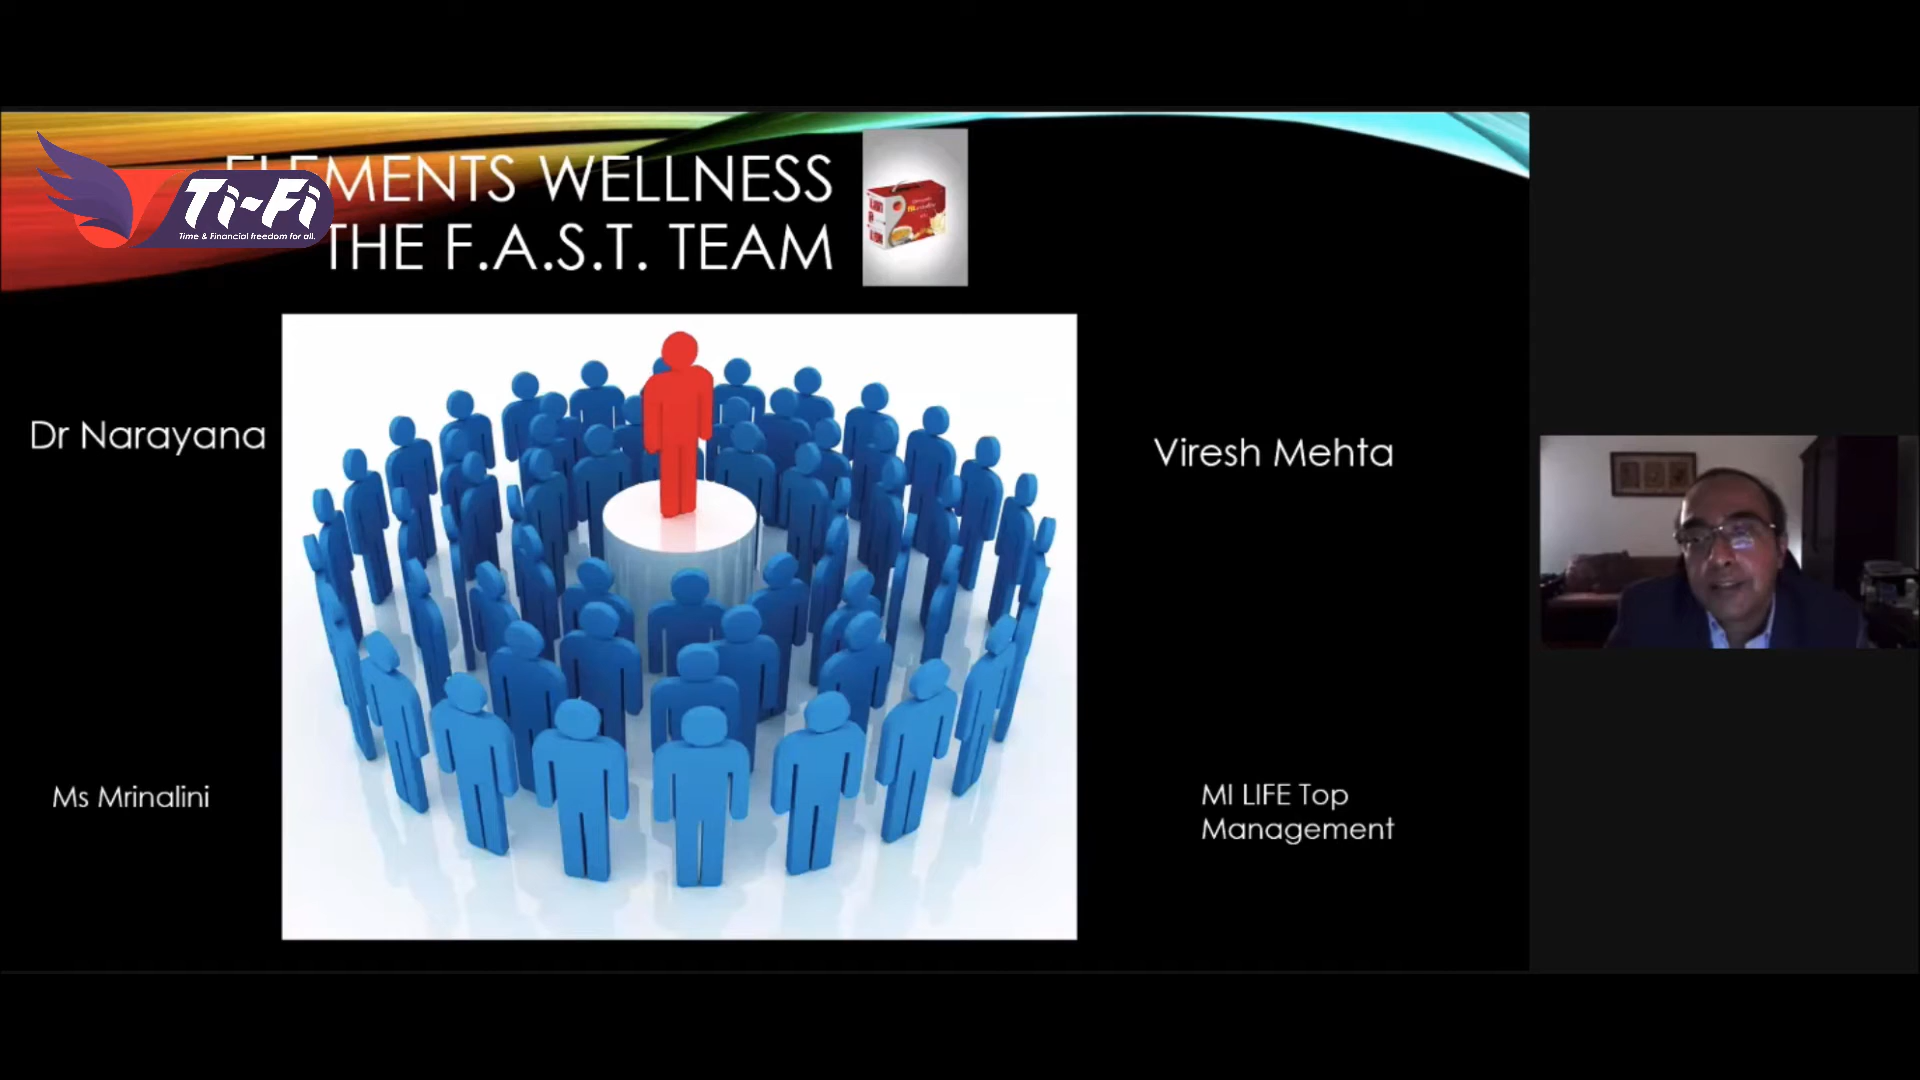 ELEMENTS WELLNESS
THE F.A.S.T. TEAM
Ti-Fi
Time & Financial freedom for all.
Dr Narayana
Viresh Mehta
Ms Mrinalini
MI LIFE Top
Management